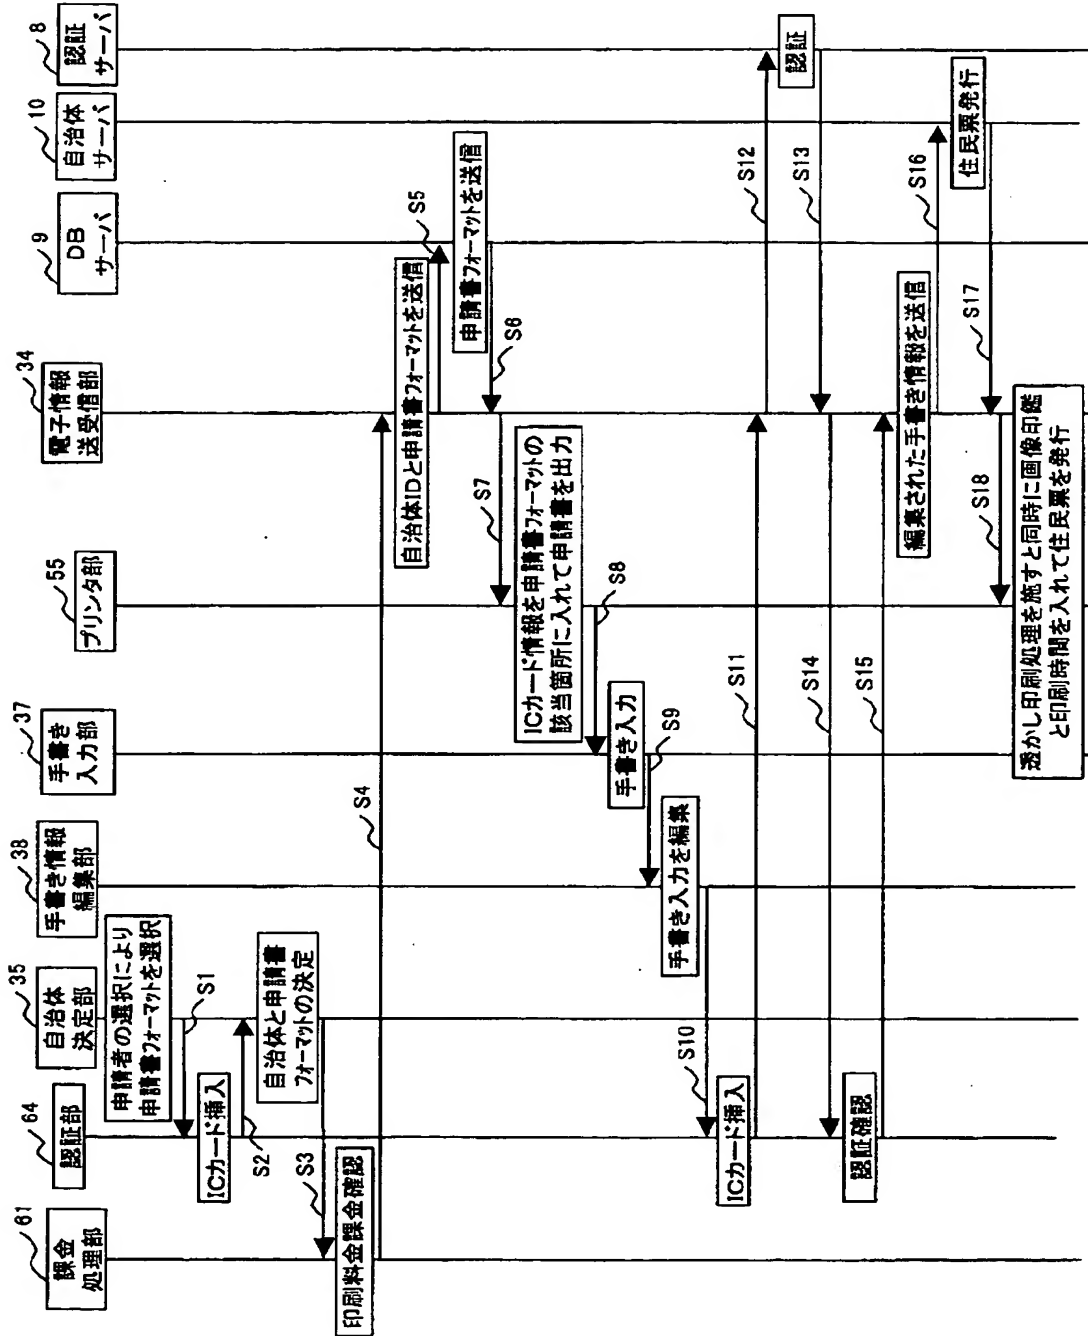 61
課金
処理部
64
認証部
35
自治体
決定部
38
手書き情報
編集部
37
手書き
入力部
55
プリンタ部
34
電子情報
送受信部
9
DB
サーバ
10
自治体
サーバ
8
認証
サーバ
申請者の選択により
申請書フォーマットを選択
S1
ICカード挿入
S2
自治体と申請書
フォーマットの決定
S3
印刷料金課金確認
S4
自治体IDと申請書フォーマットを送信
S5
申請書フォーマットを送信
S6
S7
ICカード情報を申請書フォーマットの
該当箇所に入れて申請書を出力
S8
手書き入力
S9
手書き入力を編集
S10
ICカード挿入
S11
S12
認証
S13
S14
認証確認
S15
編集された手書き情報を送信
S16
住民票発行
S17
S18
透かし印刷処理を施すと同時に画像印鑑
と印刷時間を入れて住民票を発行